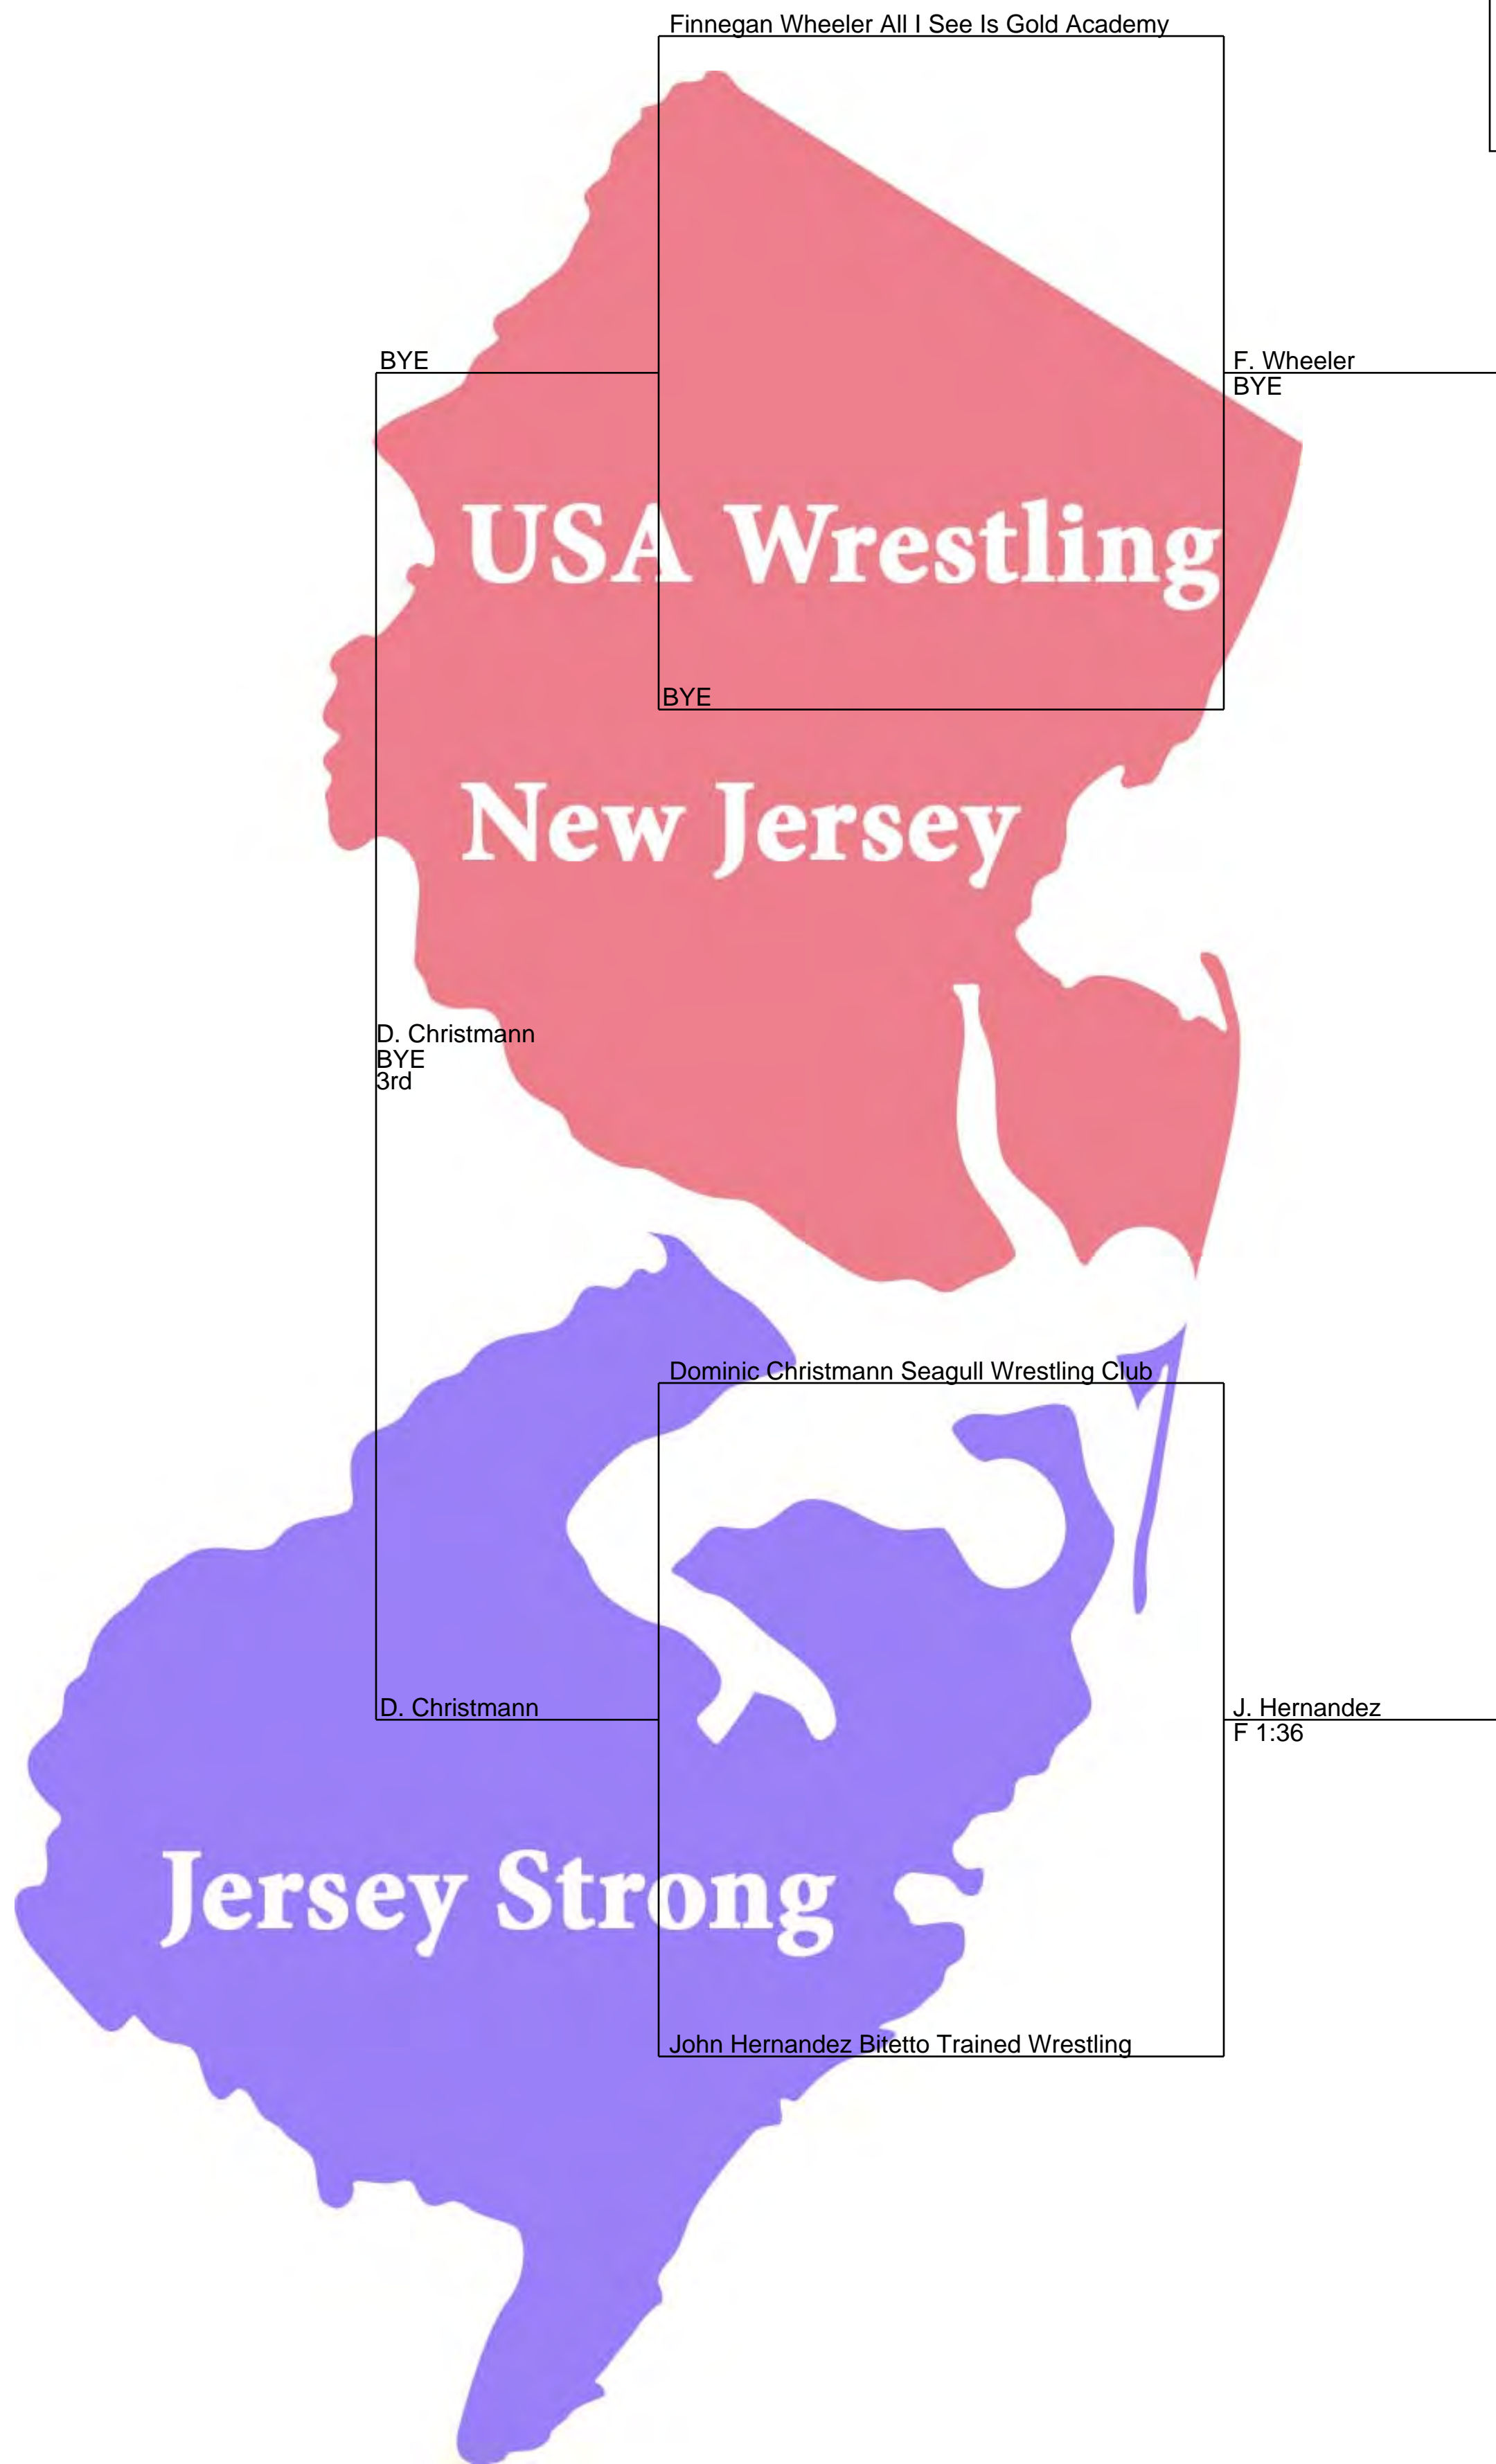 Finnegan Wheeler All I See Is Gold Academy
BYE
F. Wheeler
BYE
USA Wrestling
BYE
New Jersey
D. Christmann
BYE
3rd
Dominic Christmann Seagull Wrestling Club
D. Christmann
J. Hernandez
F 1:36
Jersey Strong
John Hernandez Bitetto Trained Wrestling